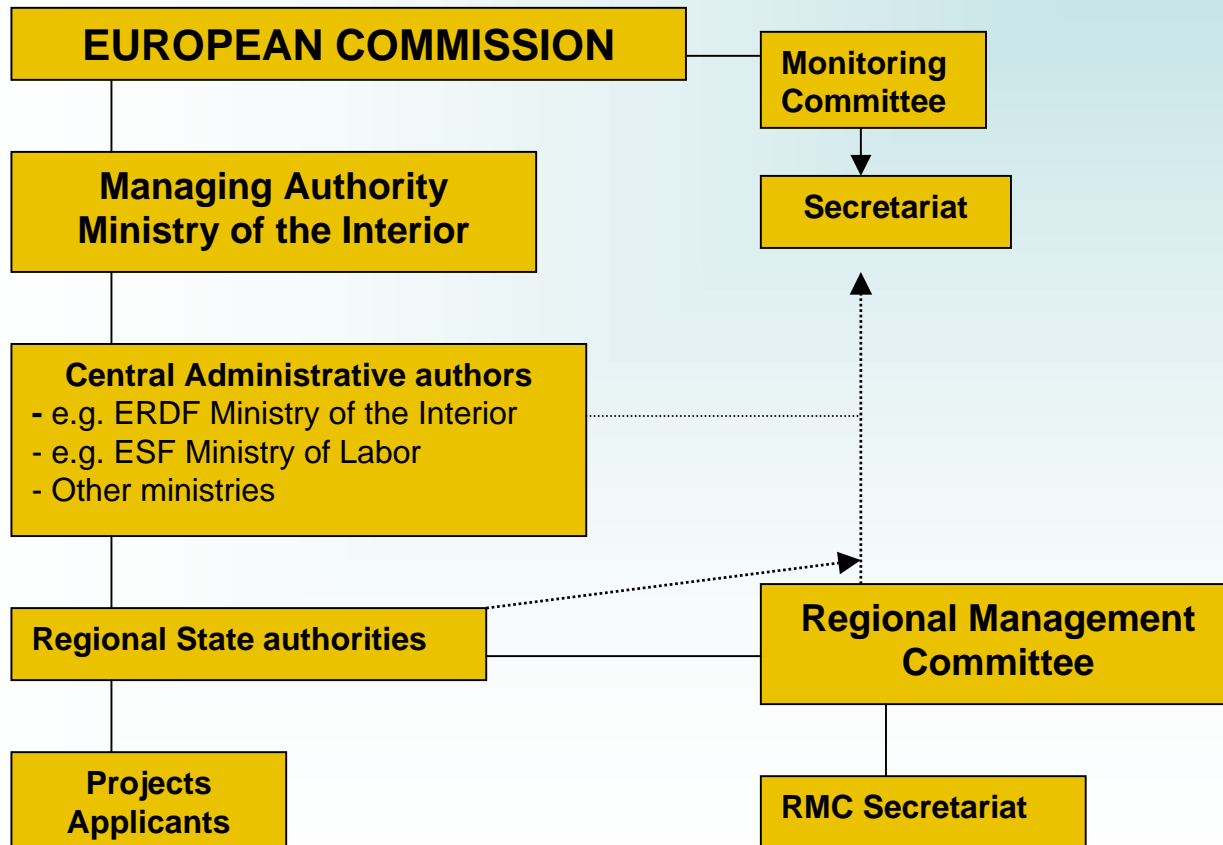 EUROPEAN COMMISSION
Monitoring
Committee
Managing Authority
Ministry of the Interior
Secretariat
Central Administrative authors
- e.g. ERDF Ministry of the Interior
- e.g. ESF Ministry of Labor
- Other ministries
Regional State authorities
Regional Management
Committee
Projects
Applicants
RMC Secretariat